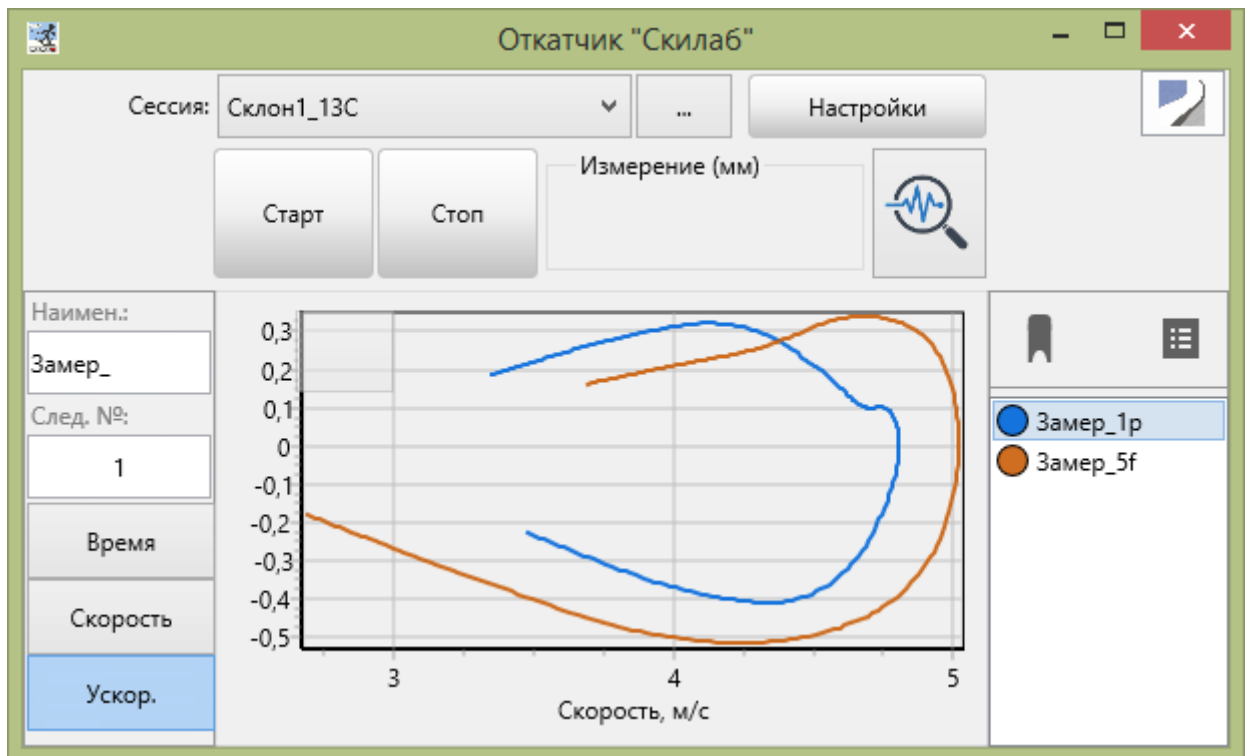 Откатчик "Скилаб"
Сессия:
Склон1_13С
...
Настройки
Старт
Стоп
Измерение (мм)
Наимен.:
Замер_
След. №:
1
Время
Скорость
Ускор.
0,3
0,2
0,1
0
-0,1
-0,2
-0,3
-0,4
-0,5
3
4
5
Скорость, м/с
Замер_1p
Замер_5f